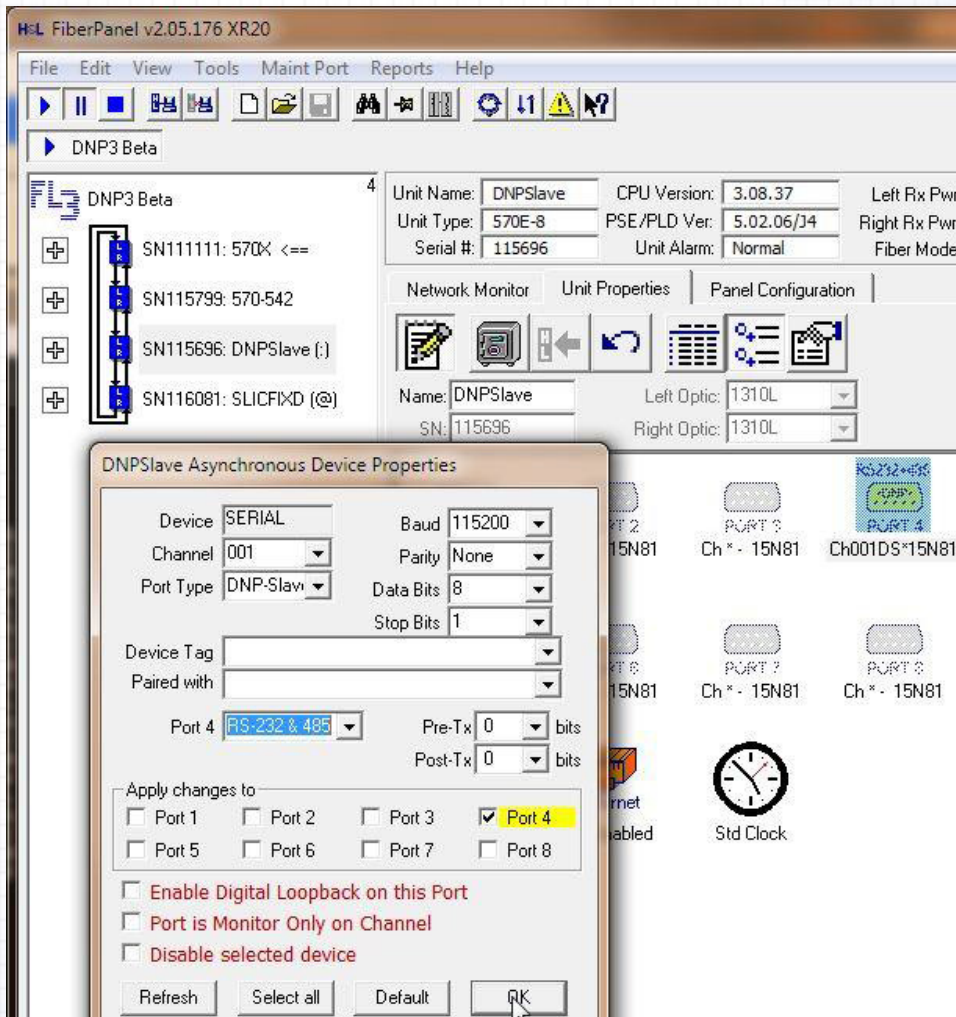 H&L FiberPanel v2.05.176 XR20
File Edit View Tools Maint Port Reports Help
DNP3 Beta
FL3 DNP3 Beta 4
SN111111: 570X <==
SN115799: 570-542
SN115696: DNPSlave (:)
SN116081: SLICFIXD (@)
Unit Name: DNPSlave CPU Version: 3.08.37 Left Rx Pwr
Unit Type: 570E-8 PSE/PLD Ver: 5.02.06/J4 Right Rx Pwr
Serial #: 115696 Unit Alarm: Normal Fiber Mode
Network Monitor Unit Properties Panel Configuration
Name: DNPSlave Left Optic: 1310L
SN: 115696 Right Optic: 1310L
DNPSlave Asynchronous Device Properties
Device SERIAL Baud 115200
Channel 001 Parity None
Port Type DNP-Slav Data Bits 8
Stop Bits 1
Device Tag
Paired with
Port 4 RS-232 & 485 Pre-Tx 0 bits
Post-Tx 0 bits
Apply changes to
Port 1 Port 2 Port 3 Port 4
Port 5 Port 6 Port 7 Port 8
Enable Digital Loopback on this Port
Port is Monitor Only on Channel
Disable selected device
Refresh Select all Default OK
RS232+485
DNP
PORT 3 PORT 4
15N81 Ch * - 15N81 Ch001DS*15N81
PORT 7 PORT 8
15N81 Ch * - 15N81 Ch * - 15N81
rnet
abled Std Clock